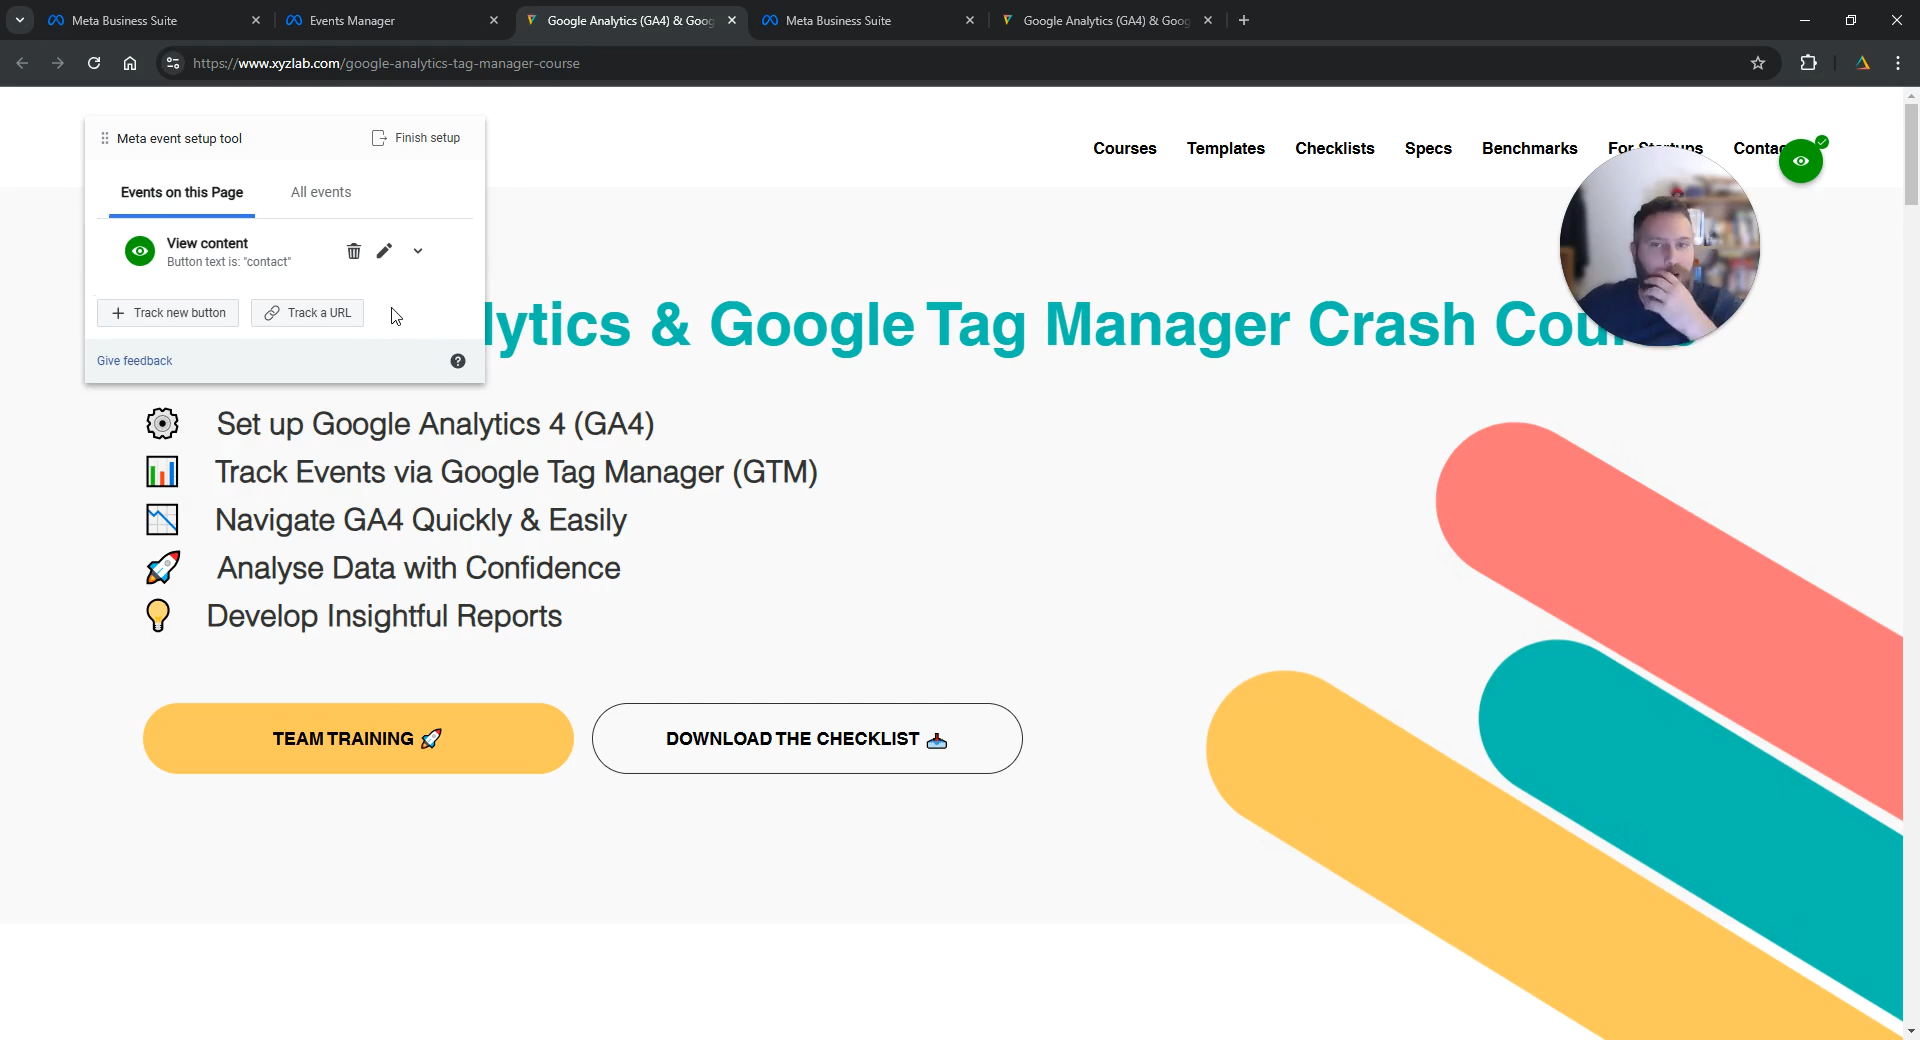 Meta Business Suite
Events Manager
Google Analytics (GA4) & Goog
Meta Business Suite
Google Analytics (GA4) & Goog
https://www.xyzlab.com/google-analytics-tag-manager-course
Meta event setup tool
Finish setup
Courses
Templates
Checklists
Specs
Benchmarks
For Startups
Contac
Events on this Page
All events
View content
Button text is: "contact"
Track new button
Track a URL
Give feedback
lytics & Google Tag Manager Crash Cou
Set up Google Analytics 4 (GA4)
Track Events via Google Tag Manager (GTM)
Navigate GA4 Quickly & Easily
Analyse Data with Confidence
Develop Insightful Reports
TEAM TRAINING 🚀
DOWNLOAD THE CHECKLIST 📥